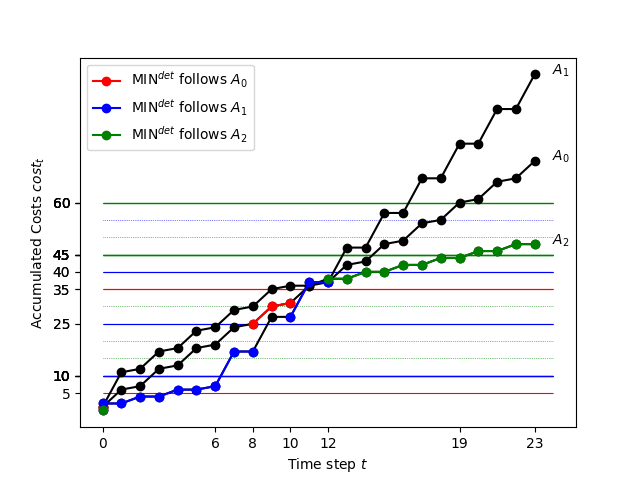 MIN^det follows A_0
MIN^det follows A_1
MIN^det follows A_2
A_1
A_0
A_2
60
45
40
35
25
10
5
Accumulated Costs cost_t
0 6 8 10 12 19 23
Time step t